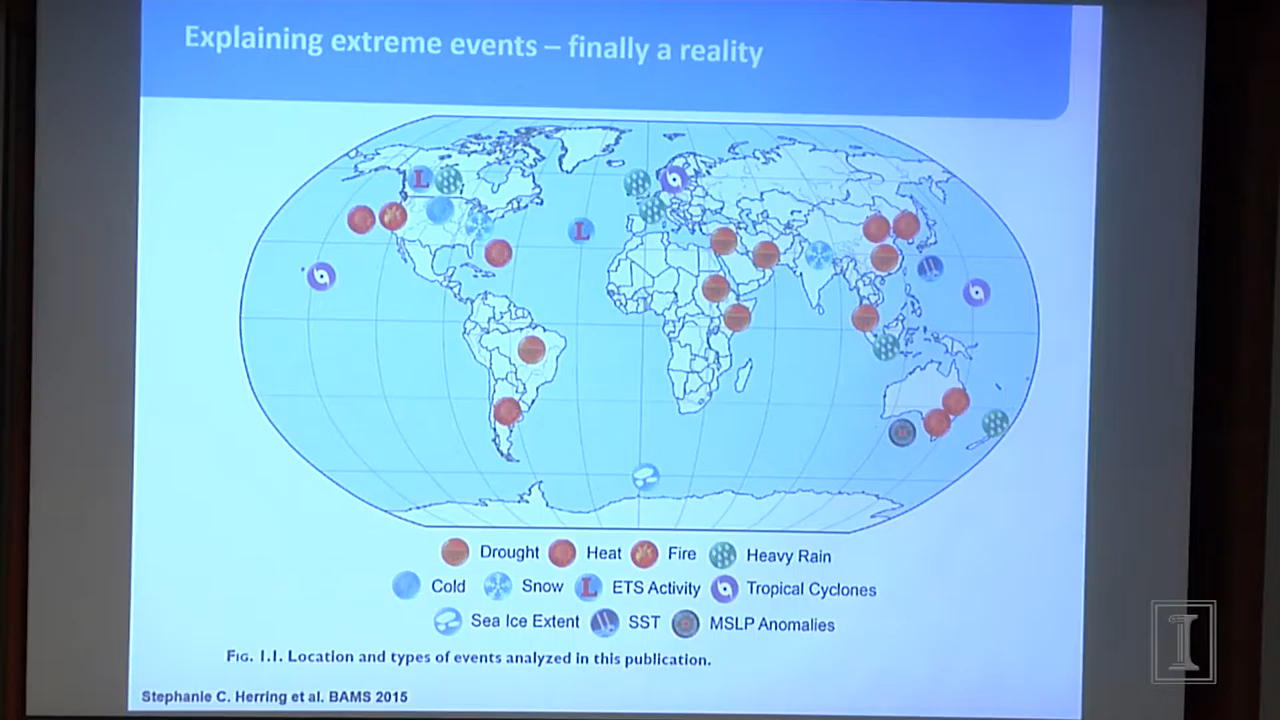 Explaining extreme events – finally a reality
L
L
Drought Heat Fire Heavy Rain
Cold Snow L ETS Activity Tropical Cyclones
Sea Ice Extent SST MSLP Anomalies
FIG. 1.1. Location and types of events analyzed in this publication.
Stephanie C. Herring et al. BAMS 2015
I